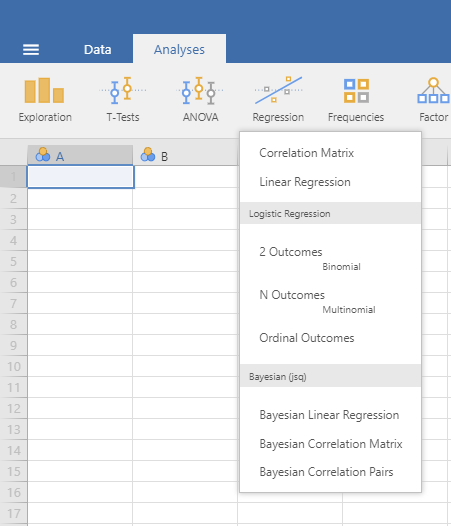 Data Analyses
Exploration T-Tests ANOVA Regression Frequencies Factor
A B
Correlation Matrix
1
Linear Regression
2
3
Logistic Regression
4
2 Outcomes
5
Binomial
6
N Outcomes
7
Multinomial
8
Ordinal Outcomes
9
10
Bayesian (jsq)
11
12
Bayesian Linear Regression
13
Bayesian Correlation Matrix
14
15
Bayesian Correlation Pairs
16
17